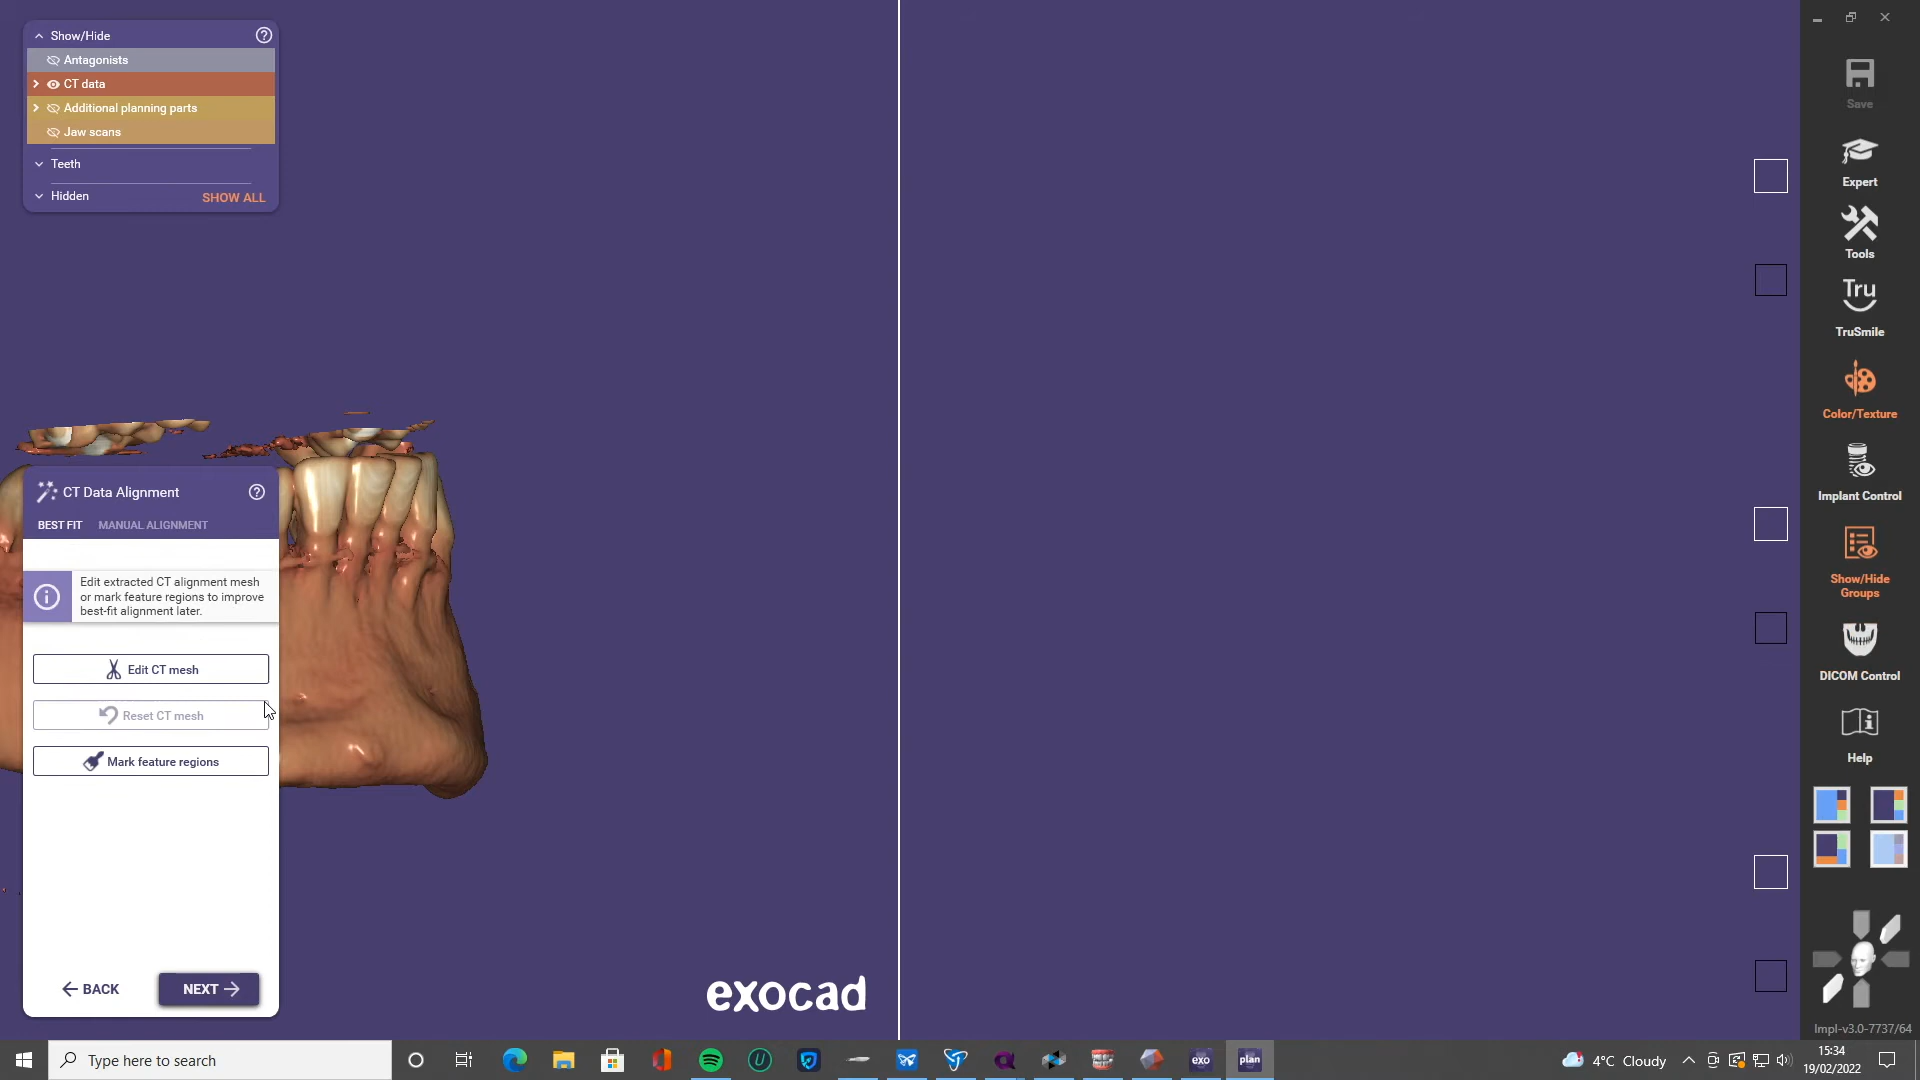 Show/Hide
Antagonists
CT data
Additional planning parts
Jaw scans
Teeth
Hidden SHOW ALL
CT Data Alignment
BEST FIT MANUAL ALIGNMENT
Edit extracted CT alignment mesh
or mark feature regions to improve
best-fit alignment later.
Edit CT mesh
Reset CT mesh
Mark feature regions
BACK NEXT
exocad
Save
Expert
Tools
Tru
TruSmile
Color/Texture
Implant Control
Show/Hide
Groups
DICOM Control
Help
Impl-v3.0-7737/64
Type here to search
exo
plan
4°C Cloudy
15:34
19/02/2022